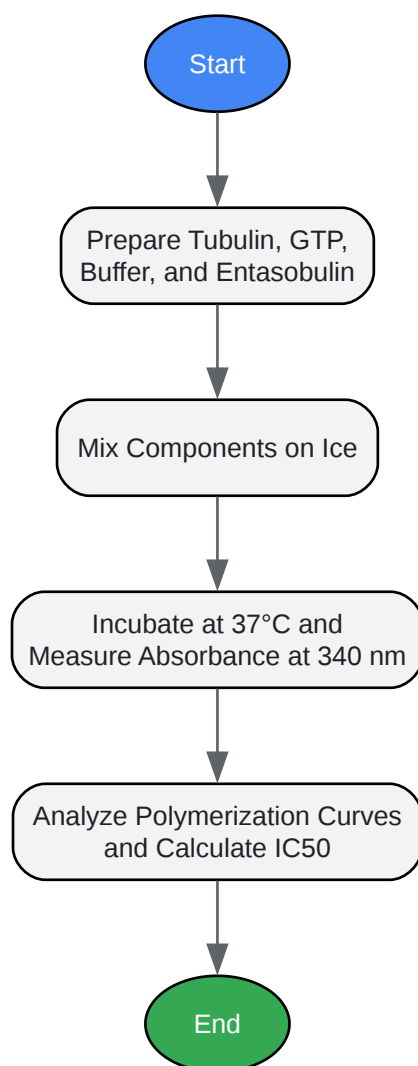 Start
Prepare Tubulin, GTP,
Buffer, and Entasobulin
Mix Components on Ice
Incubate at 37°C and
Measure Absorbance at 340 nm
Analyze Polymerization Curves
and Calculate IC50
End